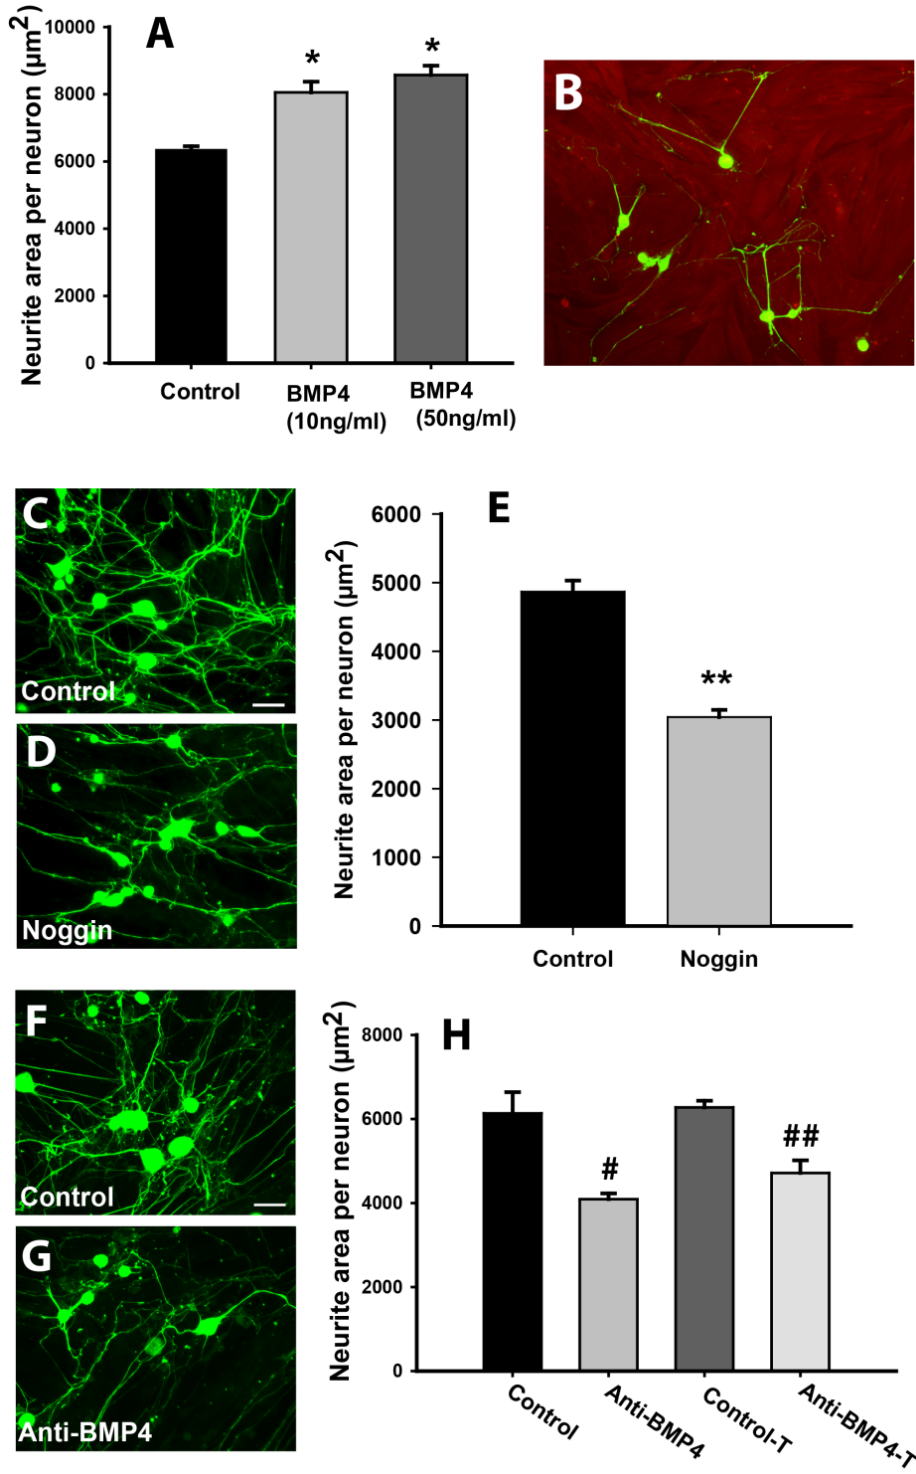 A
Neurite area per neuron (µm2)
10000
8000
6000
4000
2000
0
*
*
Control
BMP4
(10ng/ml)
BMP4
(50ng/ml)
B
C
Control
D
Noggin
E
Neurite area per neuron (µm2)
6000
5000
4000
3000
2000
1000
0
**
Control
Noggin
F
Control
G
Anti-BMP4
H
Neurite area per neuron (µm2)
8000
6000
4000
2000
0
#
##
Control
Anti-BMP4
Control-T
Anti-BMP4-T